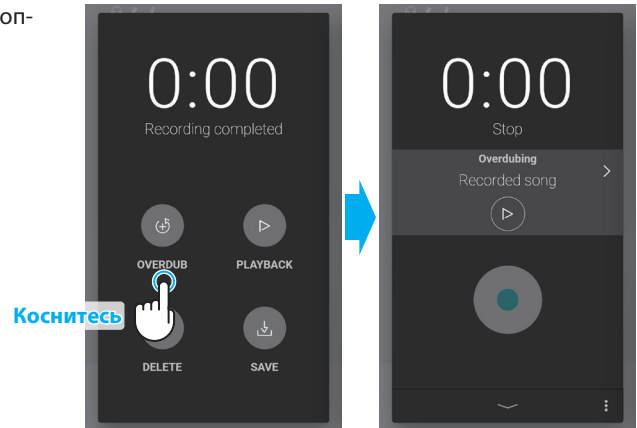 оп-
0:00
Recording completed
OVERDUB
PLAYBACK
Коснитесь
DELETE
SAVE
0:00
Stop
Overdubing
Recorded song